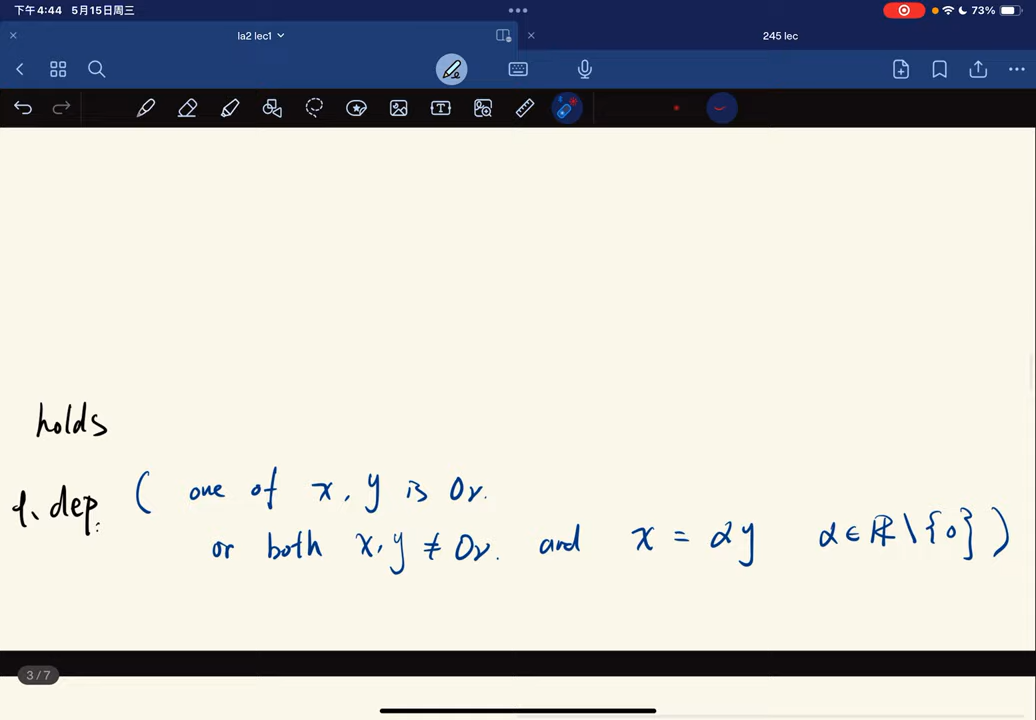 下午4:44 5月15日周三
73%
la2 lec1
245 lec
holds
l. dep. ( one of x, y is 0v.
or both x, y ≠ 0v. and x = αy α ∈ ℝ \ {0} )
3 / 7